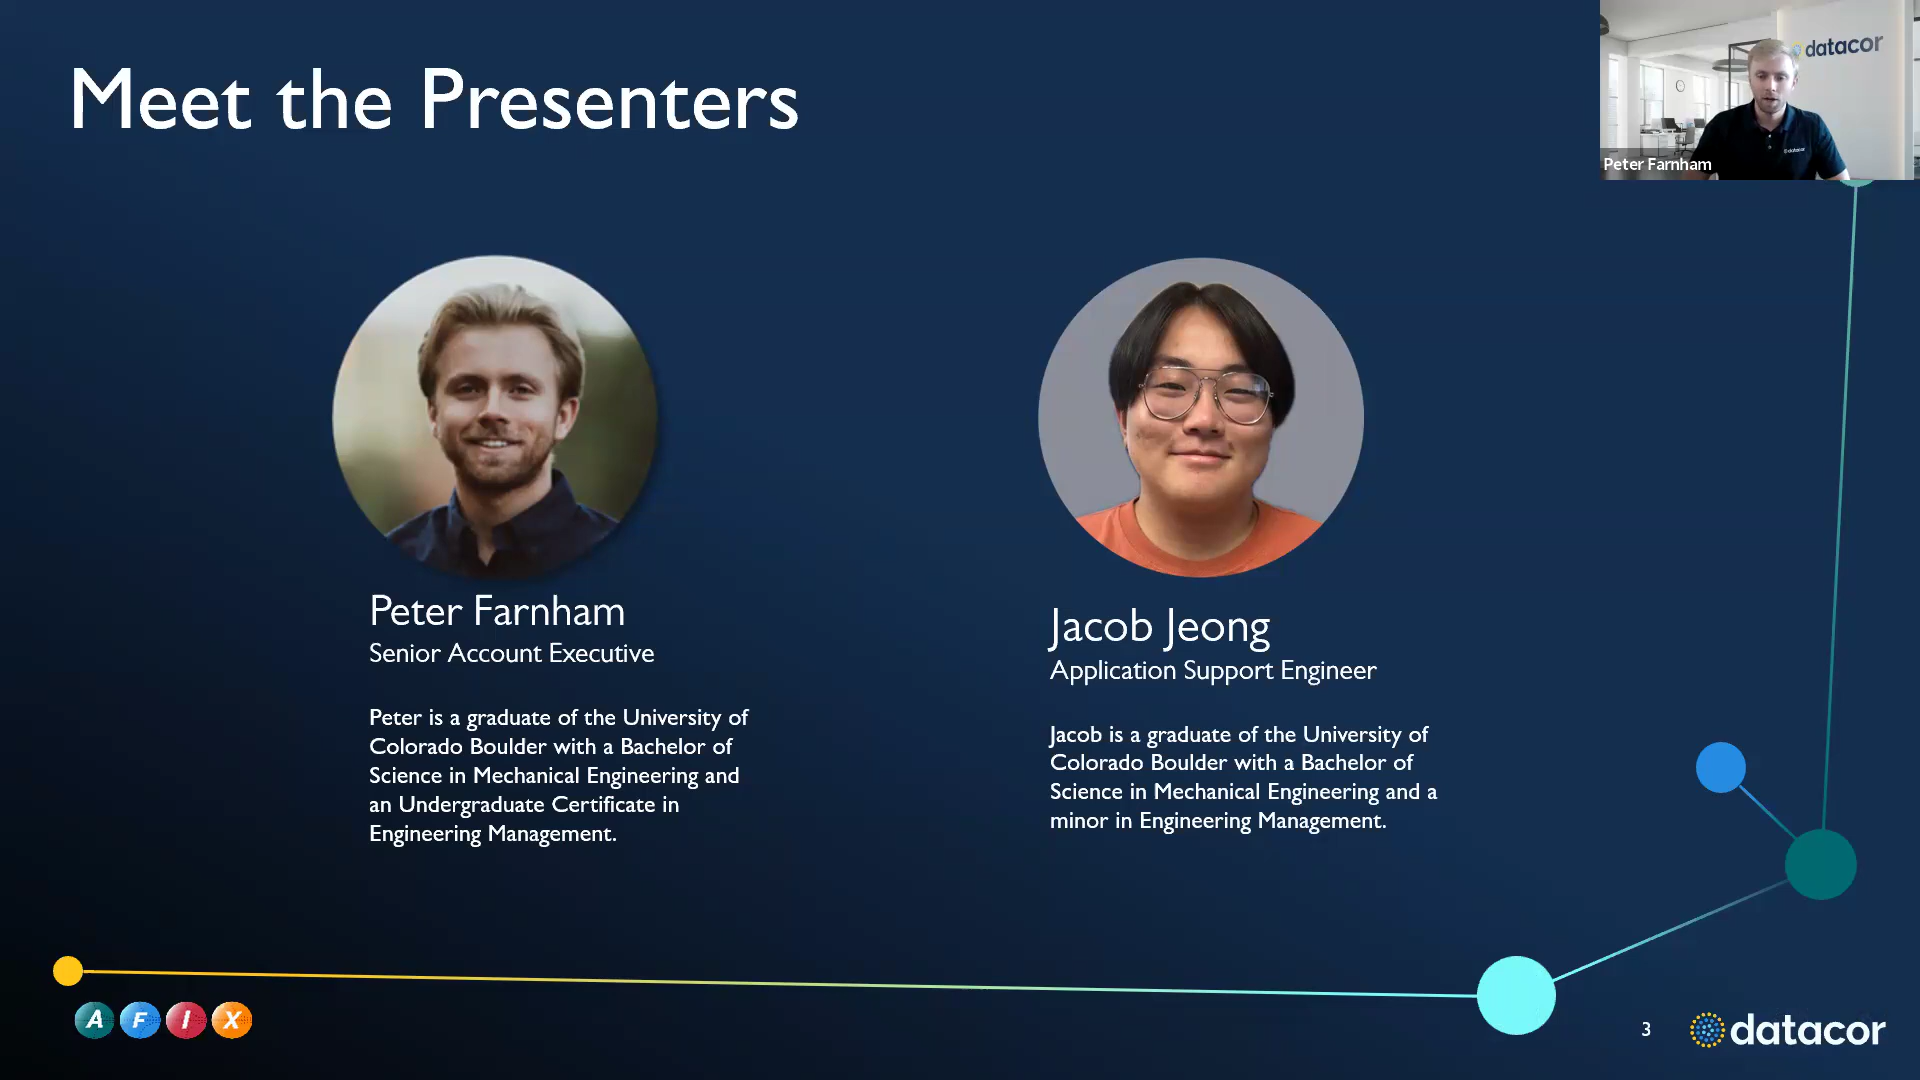 Meet the Presenters
datacor
datacor
Peter Farnham
Peter Farnham
Senior Account Executive
Peter is a graduate of the University of
Colorado Boulder with a Bachelor of
Science in Mechanical Engineering and
an Undergraduate Certificate in
Engineering Management.
Jacob Jeong
Application Support Engineer
Jacob is a graduate of the University of
Colorado Boulder with a Bachelor of
Science in Mechanical Engineering and a
minor in Engineering Management.
A F I X
3
datacor